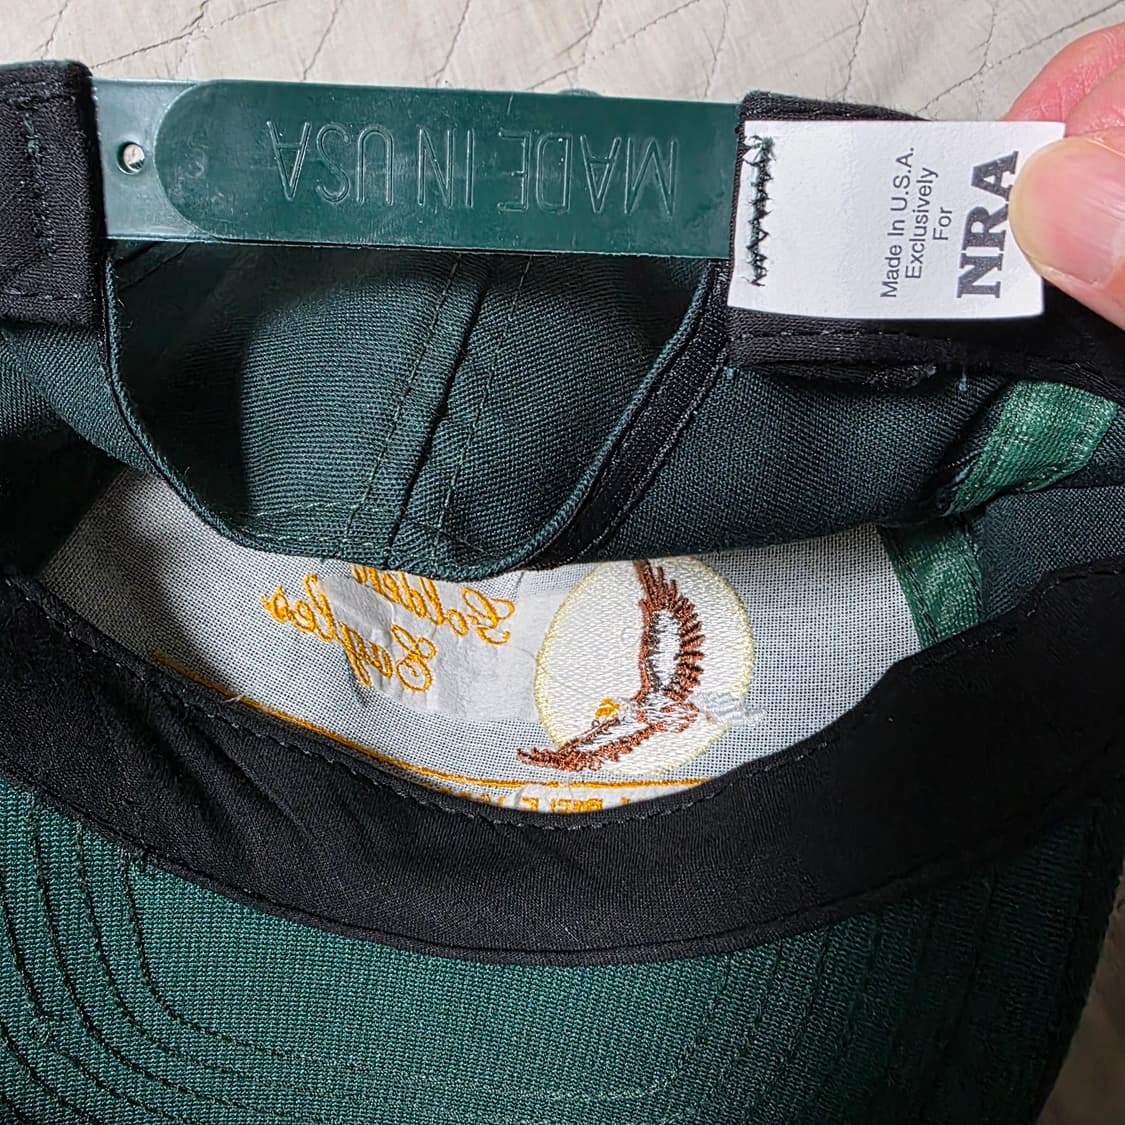 MADE IN USA
Made In U.S.A.
Exclusively
For
NRA
Golden
Eagles